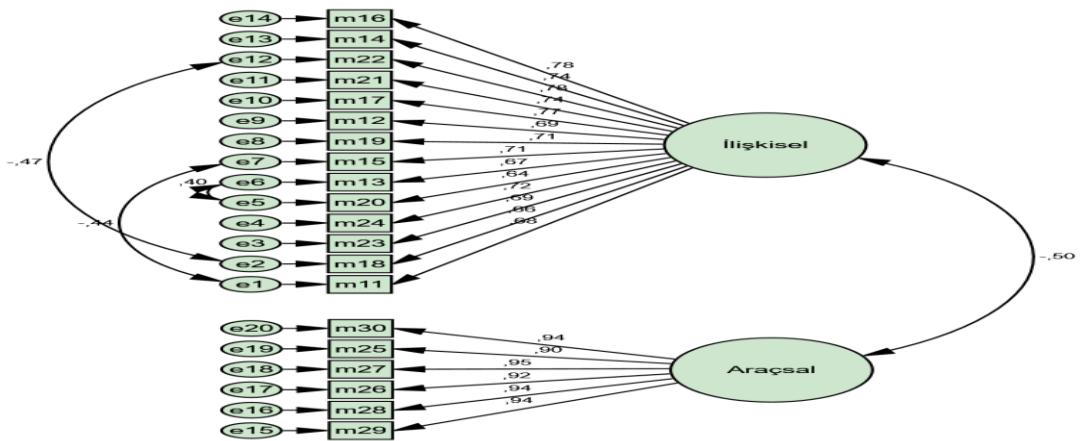 e14 m16
e13 m14
e12 m22
e11 m21
e10 m17
e9 m12
e8 m19
e7 m15
e6 m13
e5 m20
e4 m24
e3 m23
e2 m18
e1 m11
,78
,74
,78
,74
,77
,69
,71
,71
,67
,64
,72
,69
,66
,68
İlişkisel
-,47
,40
-,44
-,50
e20 m30
e19 m25
e18 m27
e17 m26
e16 m28
e15 m29
,94
,90
,95
,92
,94
,94
Araçsal